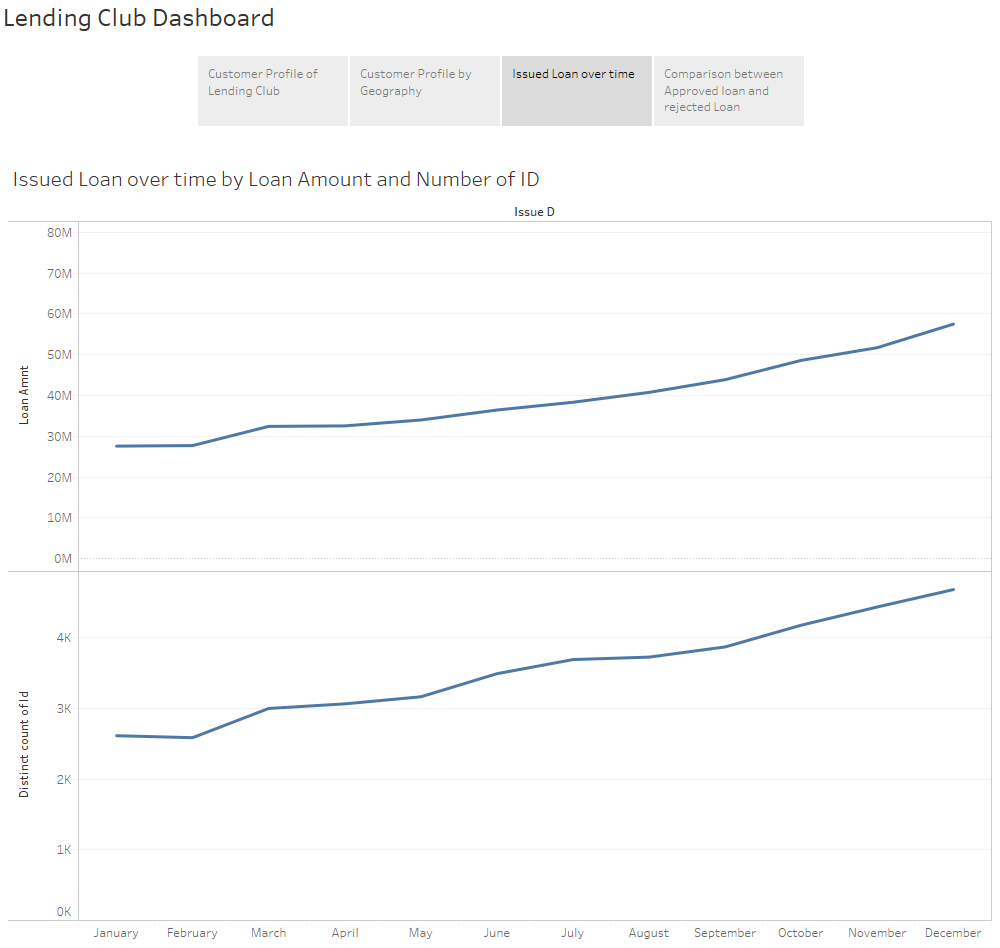 Lending Club Dashboard
Customer Profile of
Lending Club
Customer Profile by
Geography
Issued Loan over time
Comparison between
Approved loan and
rejected Loan
Issued Loan over time by Loan Amount and Number of ID
Issue D
80M
70M
60M
50M
40M
30M
20M
10M
0M
Loan Amnt
4K
3K
2K
1K
0K
Distinct count of Id
January February March April May June July August September October November December